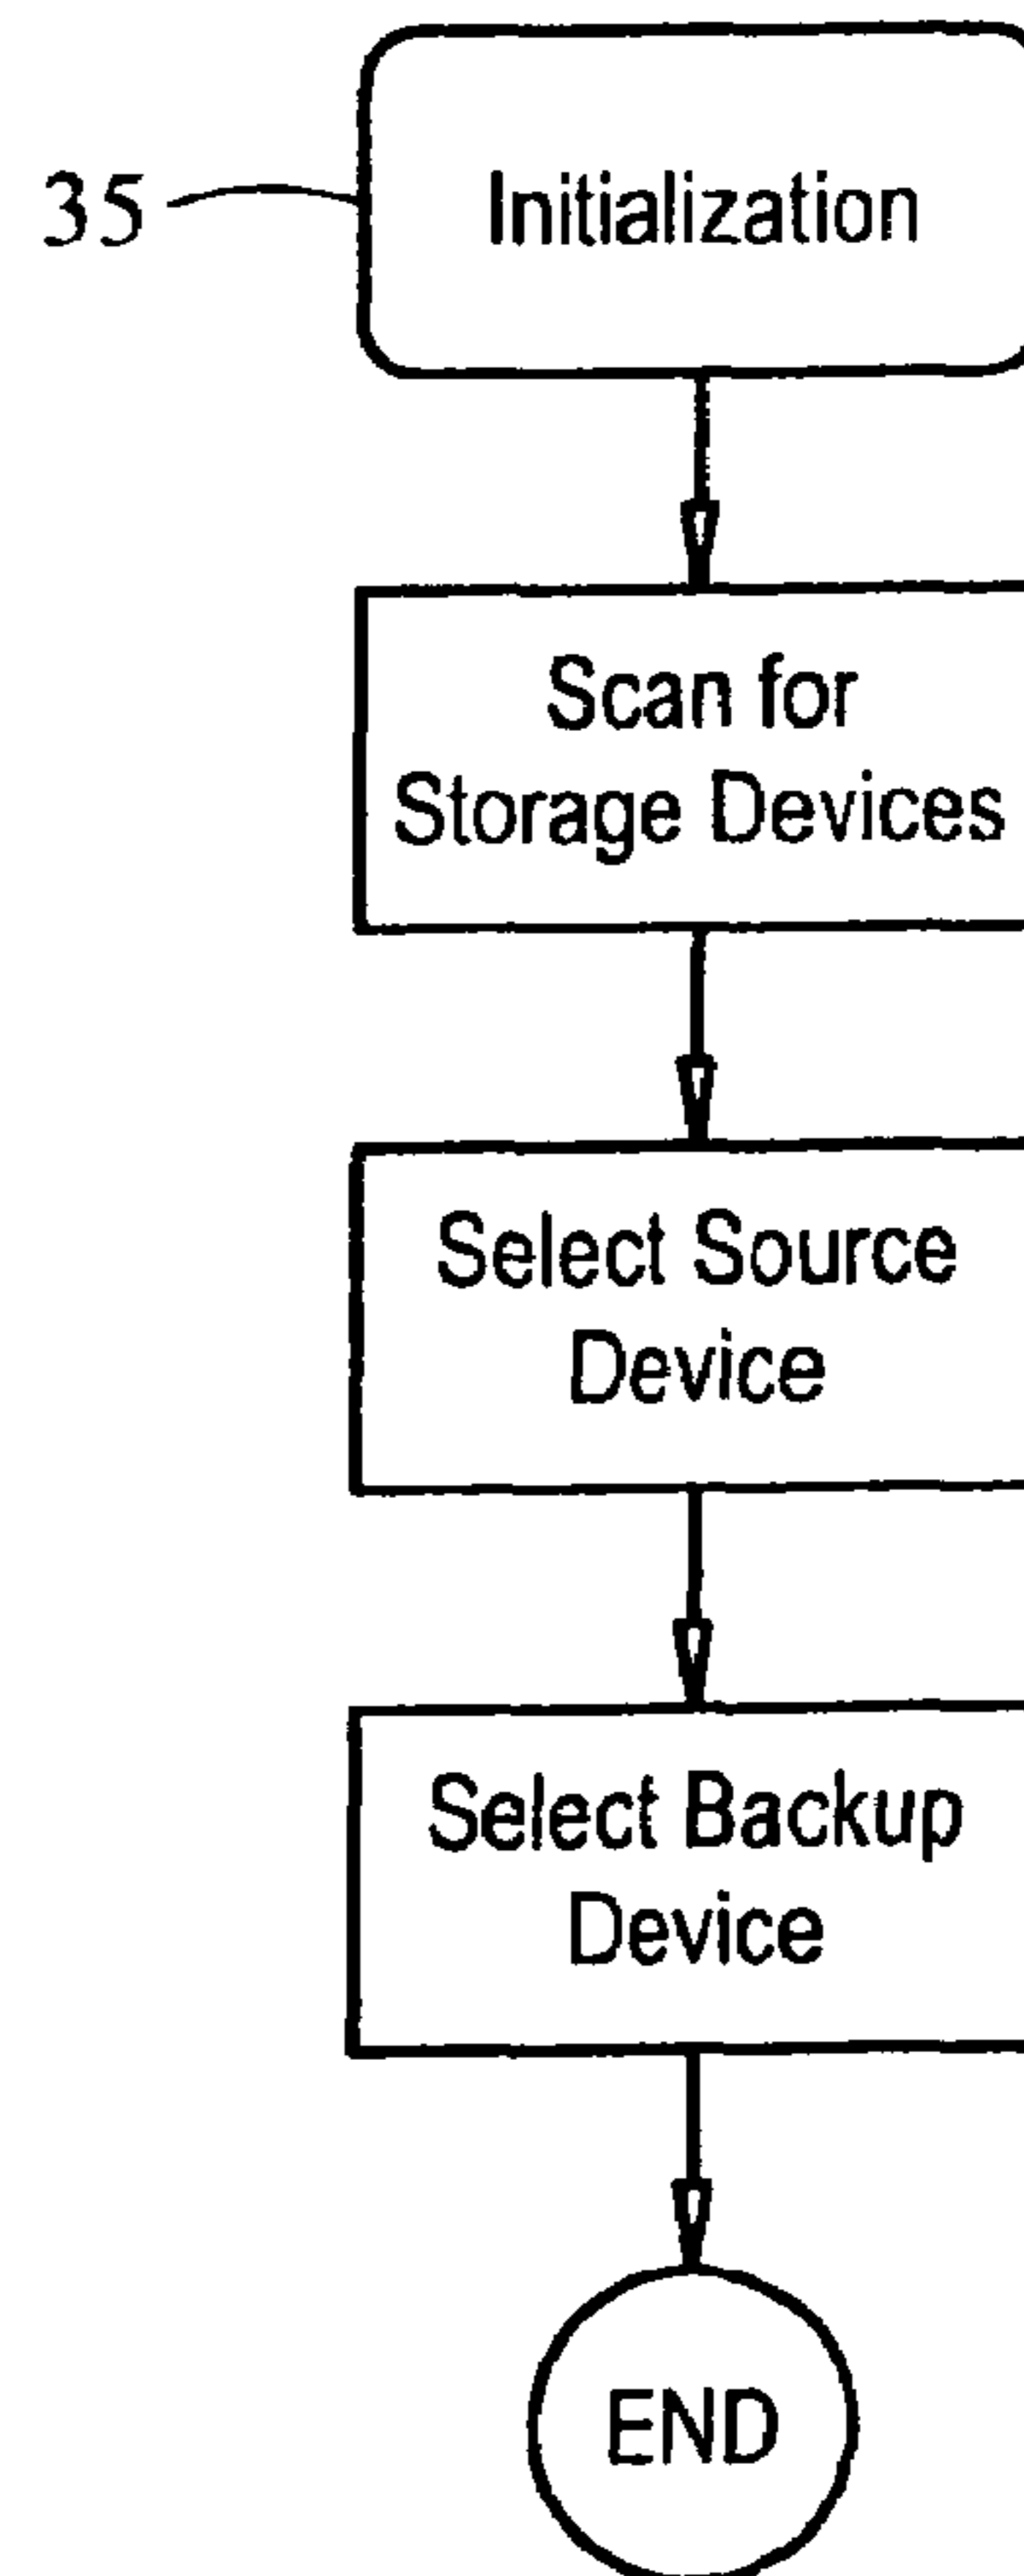 35
Initialization
Scan for
Storage Devices
Select Source
Device
Select Backup
Device
END